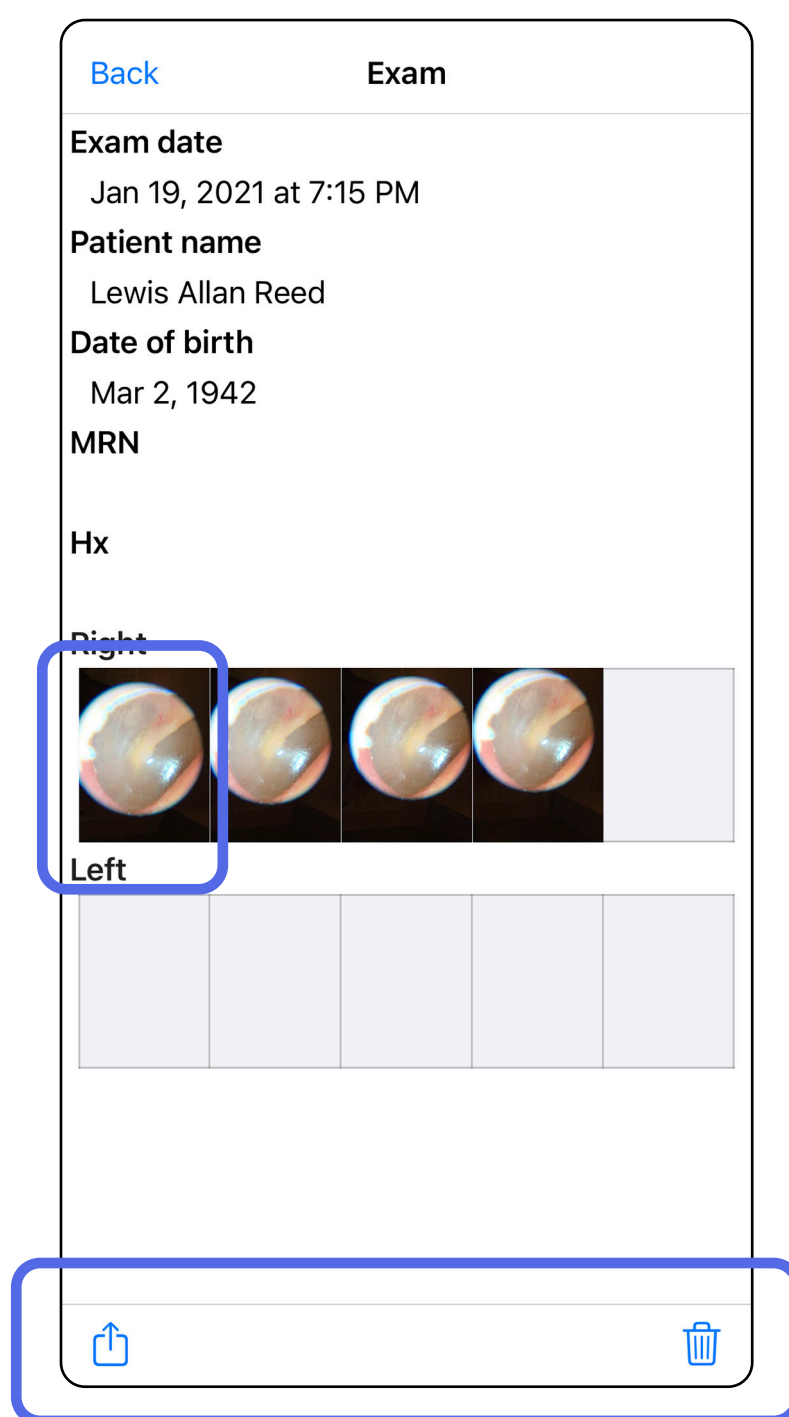 Back
Exam
Exam date
Jan 19, 2021 at 7:15 PM
Patient name
Lewis Allan Reed
Date of birth
Mar 2, 1942
MRN
Hx
Right
Left